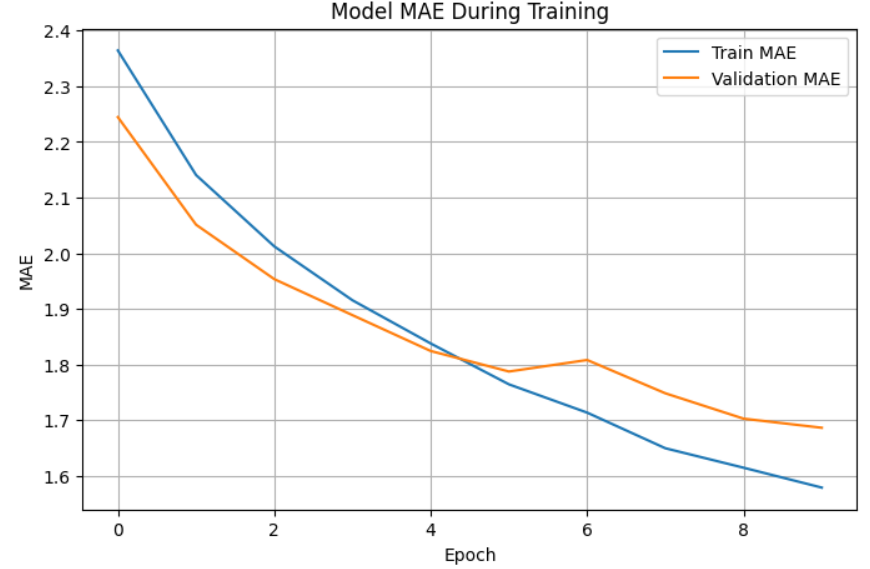 Model MAE During Training
Train MAE
Validation MAE
MAE
2.4
2.3
2.2
2.1
2.0
1.9
1.8
1.7
1.6
0 2 4 6 8
Epoch